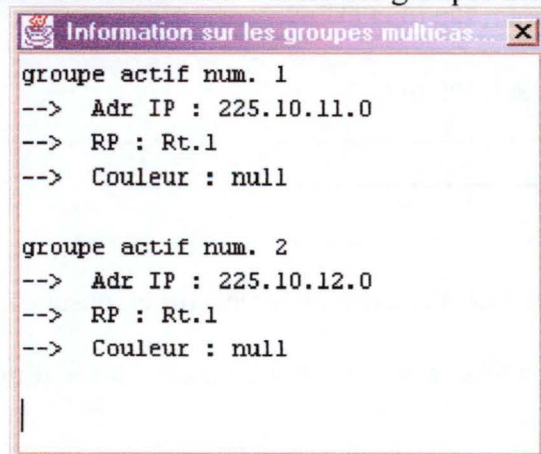 Information sur les groupes multicas...
groupe actif num. 1
--> Adr IP : 225.10.11.0
--> RP : Rt.1
--> Couleur : null
groupe actif num. 2
--> Adr IP : 225.10.12.0
--> RP : Rt.1
--> Couleur : null